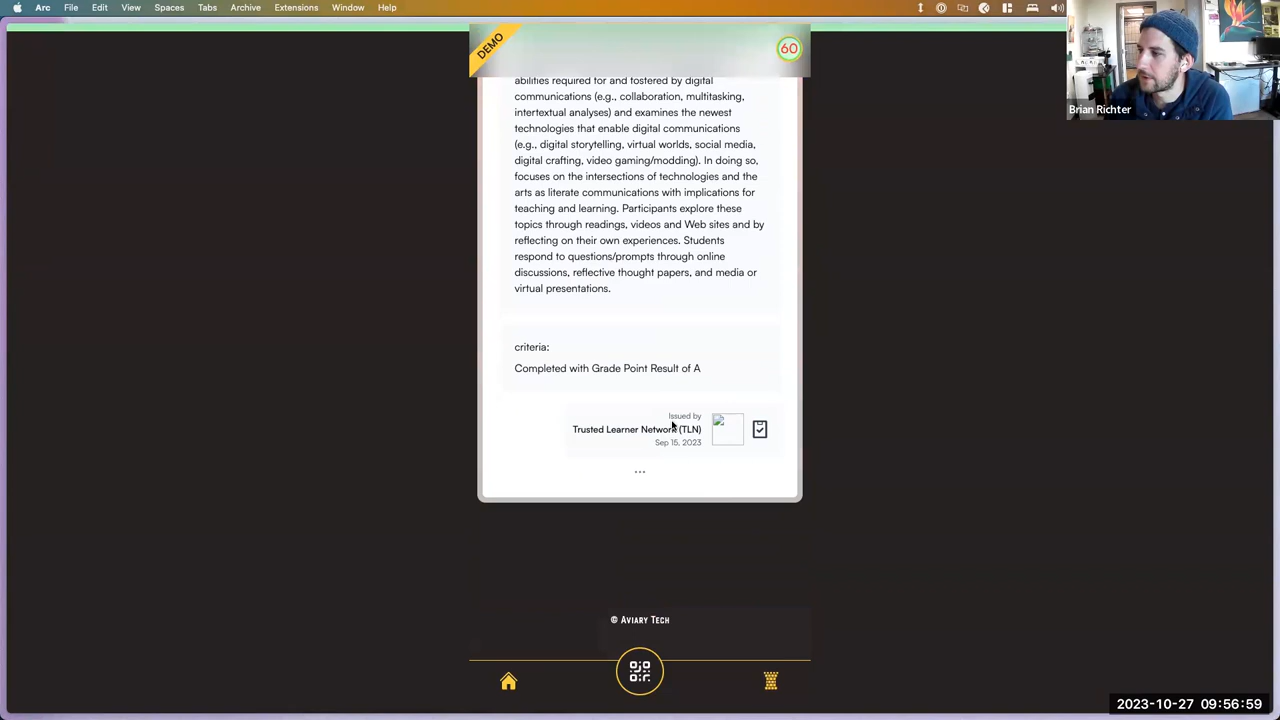 Arc File Edit View Spaces Tabs Archive Extensions Window Help
DEMO
60
abilities required for and fostered by digital
communications (e.g., collaboration, multitasking,
intertextual analyses) and examines the newest
technologies that enable digital communications
(e.g., digital storytelling, virtual worlds, social media,
digital crafting, video gaming/modding). In doing so,
focuses on the intersections of technologies and the
arts as literate communications with implications for
teaching and learning. Participants explore these
topics through readings, videos and Web sites and by
reflecting on their own experiences. Students
respond to questions/prompts through online
discussions, reflective thought papers, and media or
virtual presentations.
criteria:
Completed with Grade Point Result of A
Issued by
Trusted Learner Network (TLN)
Sep 15, 2023
...
© Aviary Tech
Brian Richter
2023-10-27 09:56:59